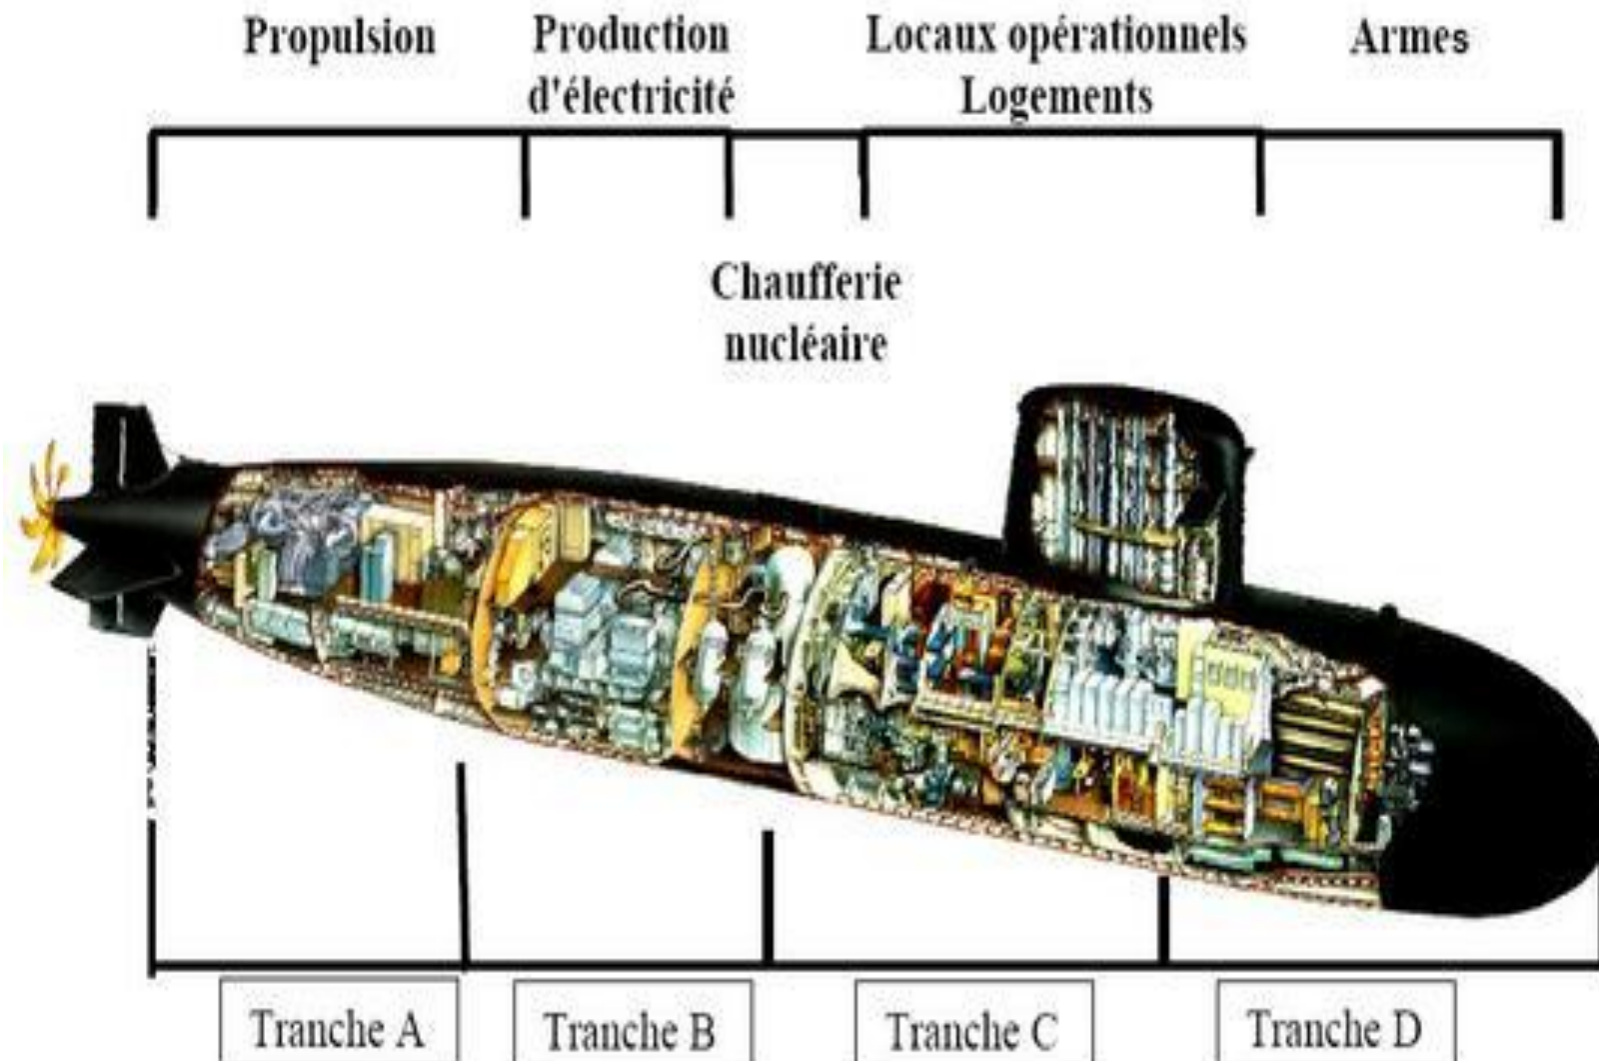 Propulsion
Production
d'électricité
Locaux opérationnels
Logements
Armes
Chaufferie
nucléaire
Tranche A
Tranche B
Tranche C
Tranche D